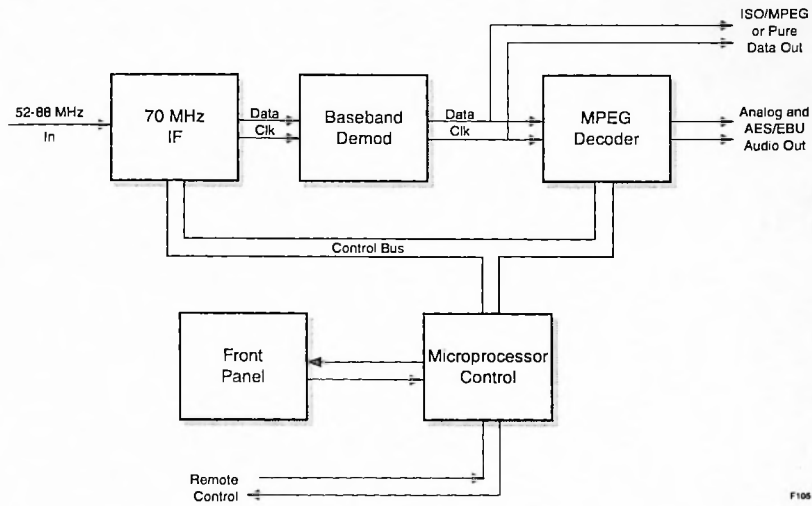 ISO/MPEG
or Pure
Data Out
52-88 MHz
In
70 MHz
IF
Data
Clk
Baseband
Demod
Data
Clk
MPEG
Decoder
Analog and
AES/EBU
Audio Out
Control Bus
Front
Panel
Microprocessor
Control
Remote
Control
F106